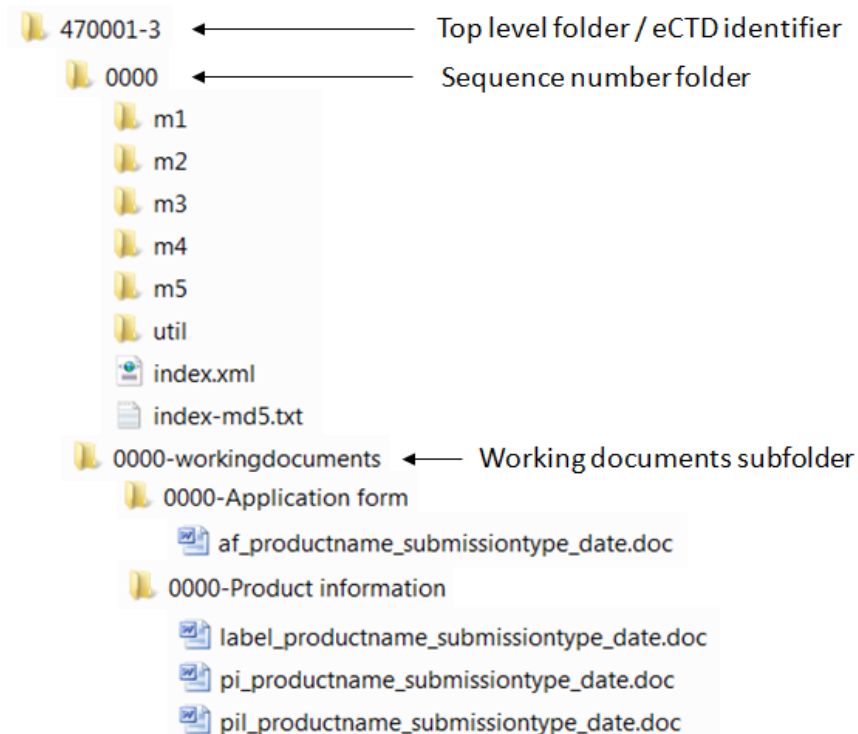 470001-3 Top level folder / eCTD identifier
0000 Sequence number folder
m1
m2
m3
m4
m5
util
index.xml
index-md5.txt
0000-workingdocuments Working documents subfolder
0000-Application form
af_productname_submissiontype_date.doc
0000-Product information
label_productname_submissiontype_date.doc
pi_productname_submissiontype_date.doc
pil_productname_submissiontype_date.doc